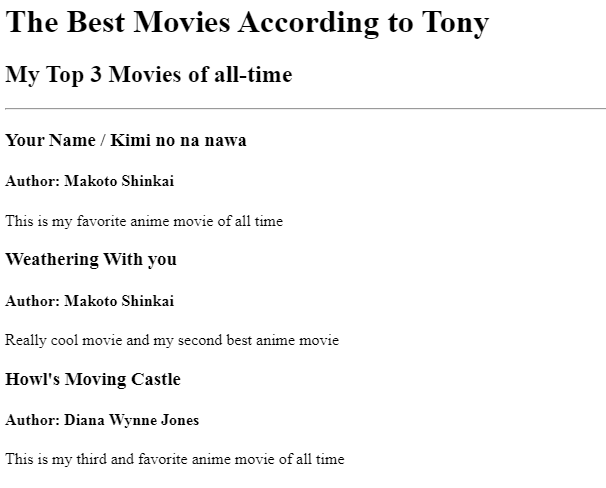 The Best Movies According to Tony
My Top 3 Movies of all-time
Your Name / Kimi no na nawa
Author: Makoto Shinkai
This is my favorite anime movie of all time
Weathering With you
Author: Makoto Shinkai
Really cool movie and my second best anime movie
Howl's Moving Castle
Author: Diana Wynne Jones
This is my third and favorite anime movie of all time